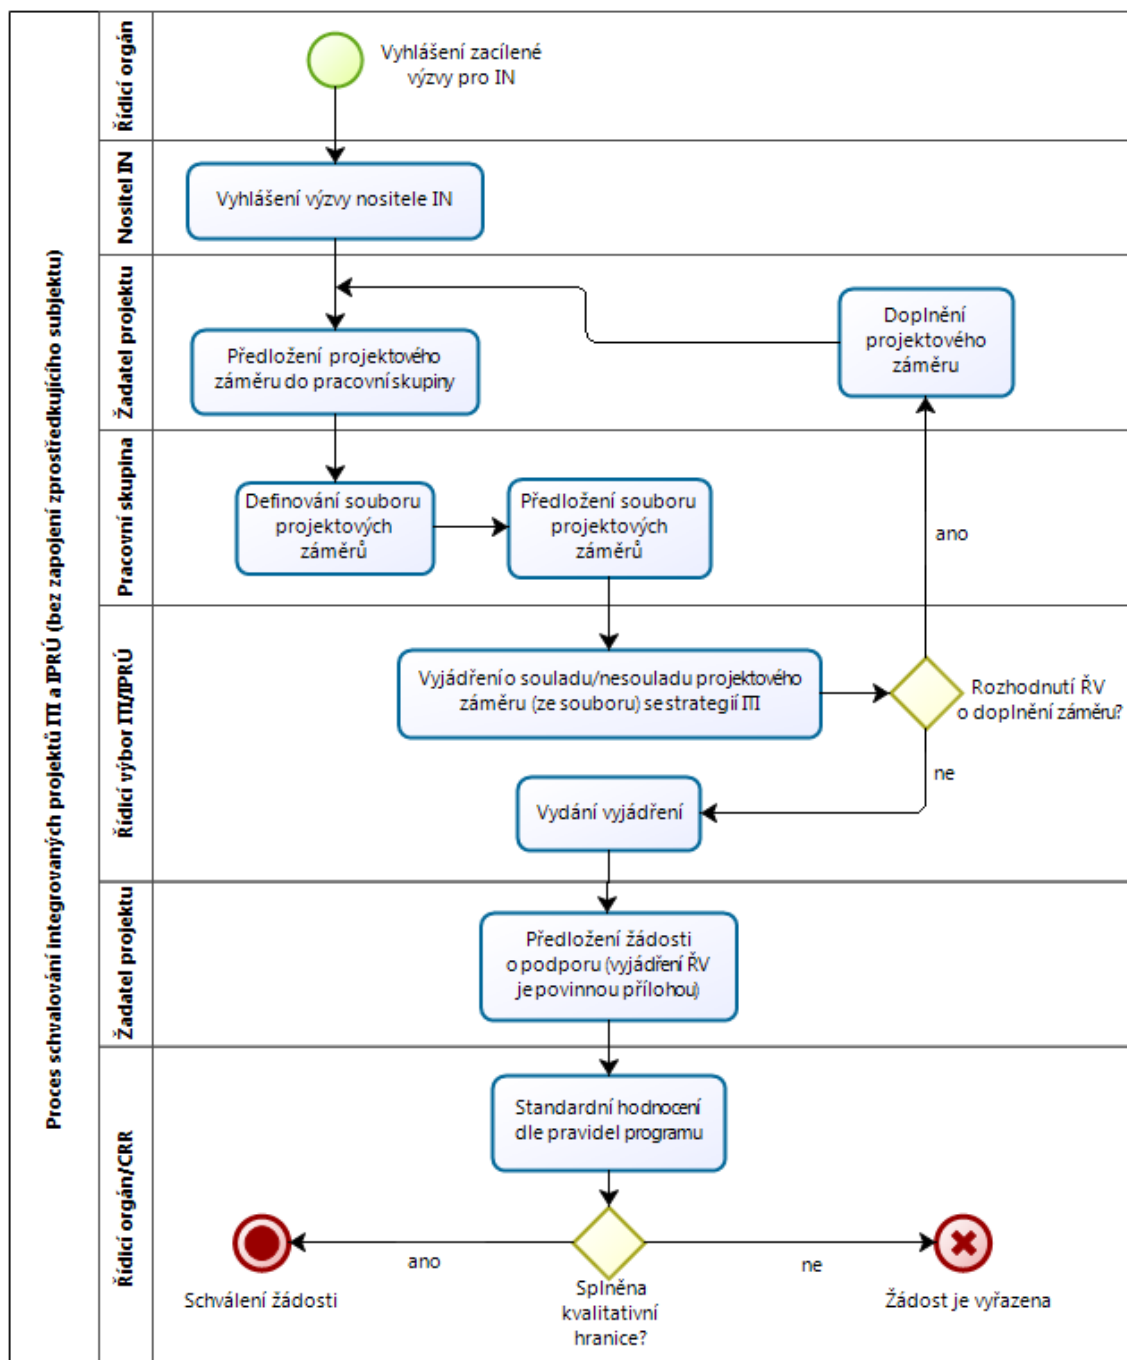 Proces schvalování integrovaných projektů ITI a IPRÚ (bez zapojení zprostředkujícího subjektu)
Řídicí orgán
Vyhlášení zacílené
výzvy pro IN
Nositel IN
Vyhlášení výzvy nositele IN
Žadatel projektu
Předložení projektového
záměru do pracovní skupiny
Doplnění
projektového
záměru
Pracovní skupina
Definování souboru
projektových
záměrů
Předložení souboru
projektových
záměrů
ano
Řídicí výbor ITI/IPRÚ
Vyjádření o souladu/nesouladu projektového
záměru (ze souboru) se strategií ITI
Rozhodnutí ŘV
o doplnění záměru?
ne
Vydání vyjádření
Žadatel projektu
Předložení žádosti
o podporu (vyjádření ŘV
je povinnou přílohou)
Řídicí orgán/CRR
Standardní hodnocení
dle pravidel programu
ano
ne
Schválení žádosti
Splněna
kvalitativní
hranice?
Žádost je vyřazena